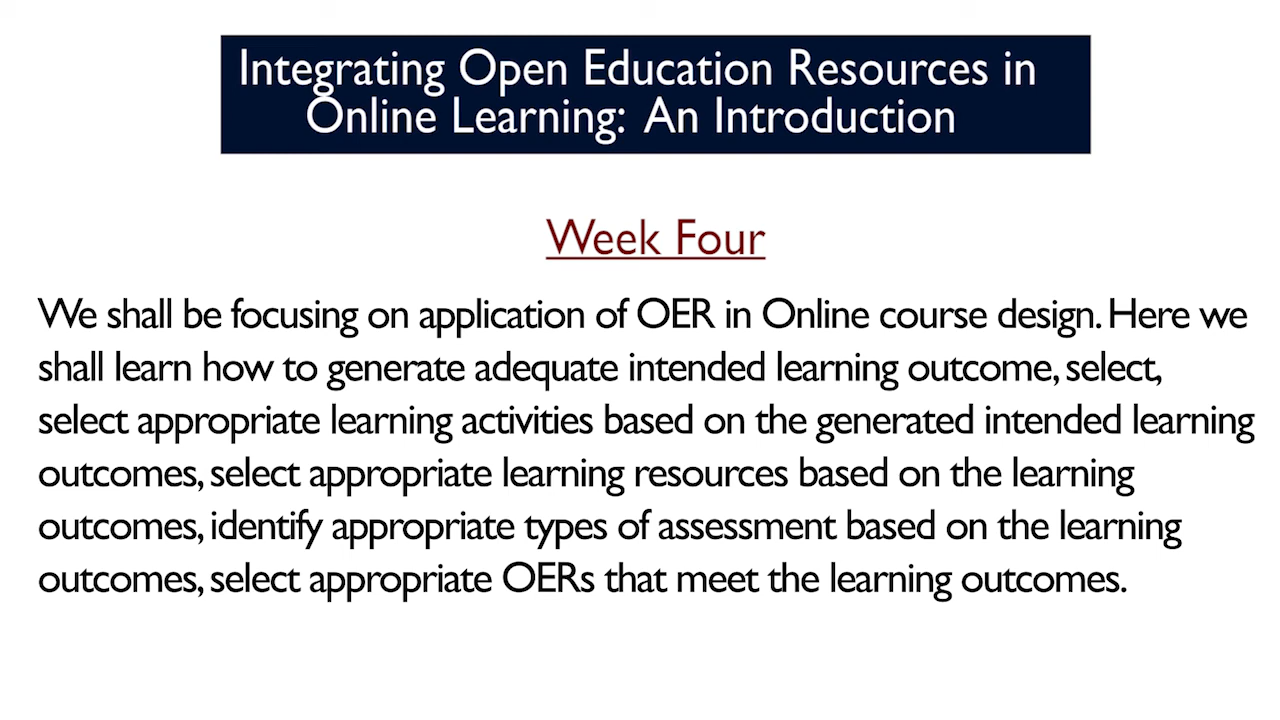 Integrating Open Education Resources in
Online Learning: An Introduction
Week Four
We shall be focusing on application of OER in Online course design. Here we
shall learn how to generate adequate intended learning outcome, select,
select appropriate learning activities based on the generated intended learning
outcomes, select appropriate learning resources based on the learning
outcomes, identify appropriate types of assessment based on the learning
outcomes, select appropriate OERs that meet the learning outcomes.